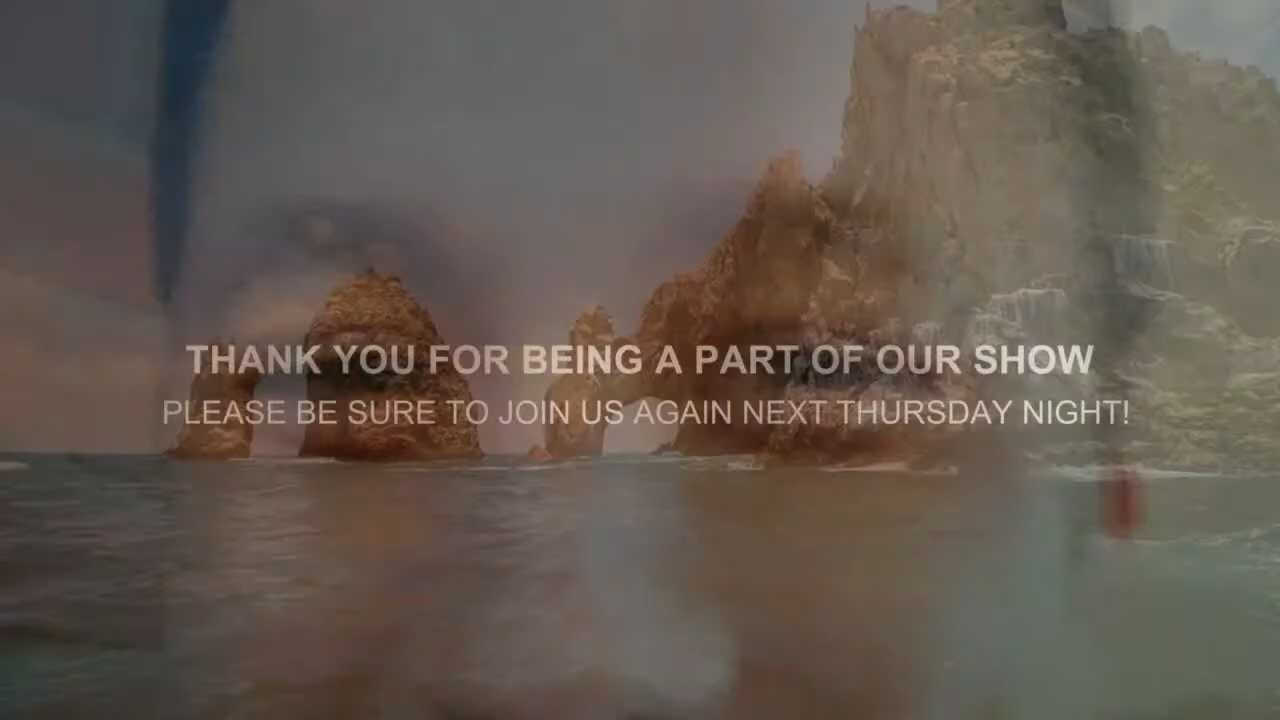 THANK YOU FOR BEING A PART OF OUR SHOW
PLEASE BE SURE TO JOIN US AGAIN NEXT THURSDAY NIGHT!